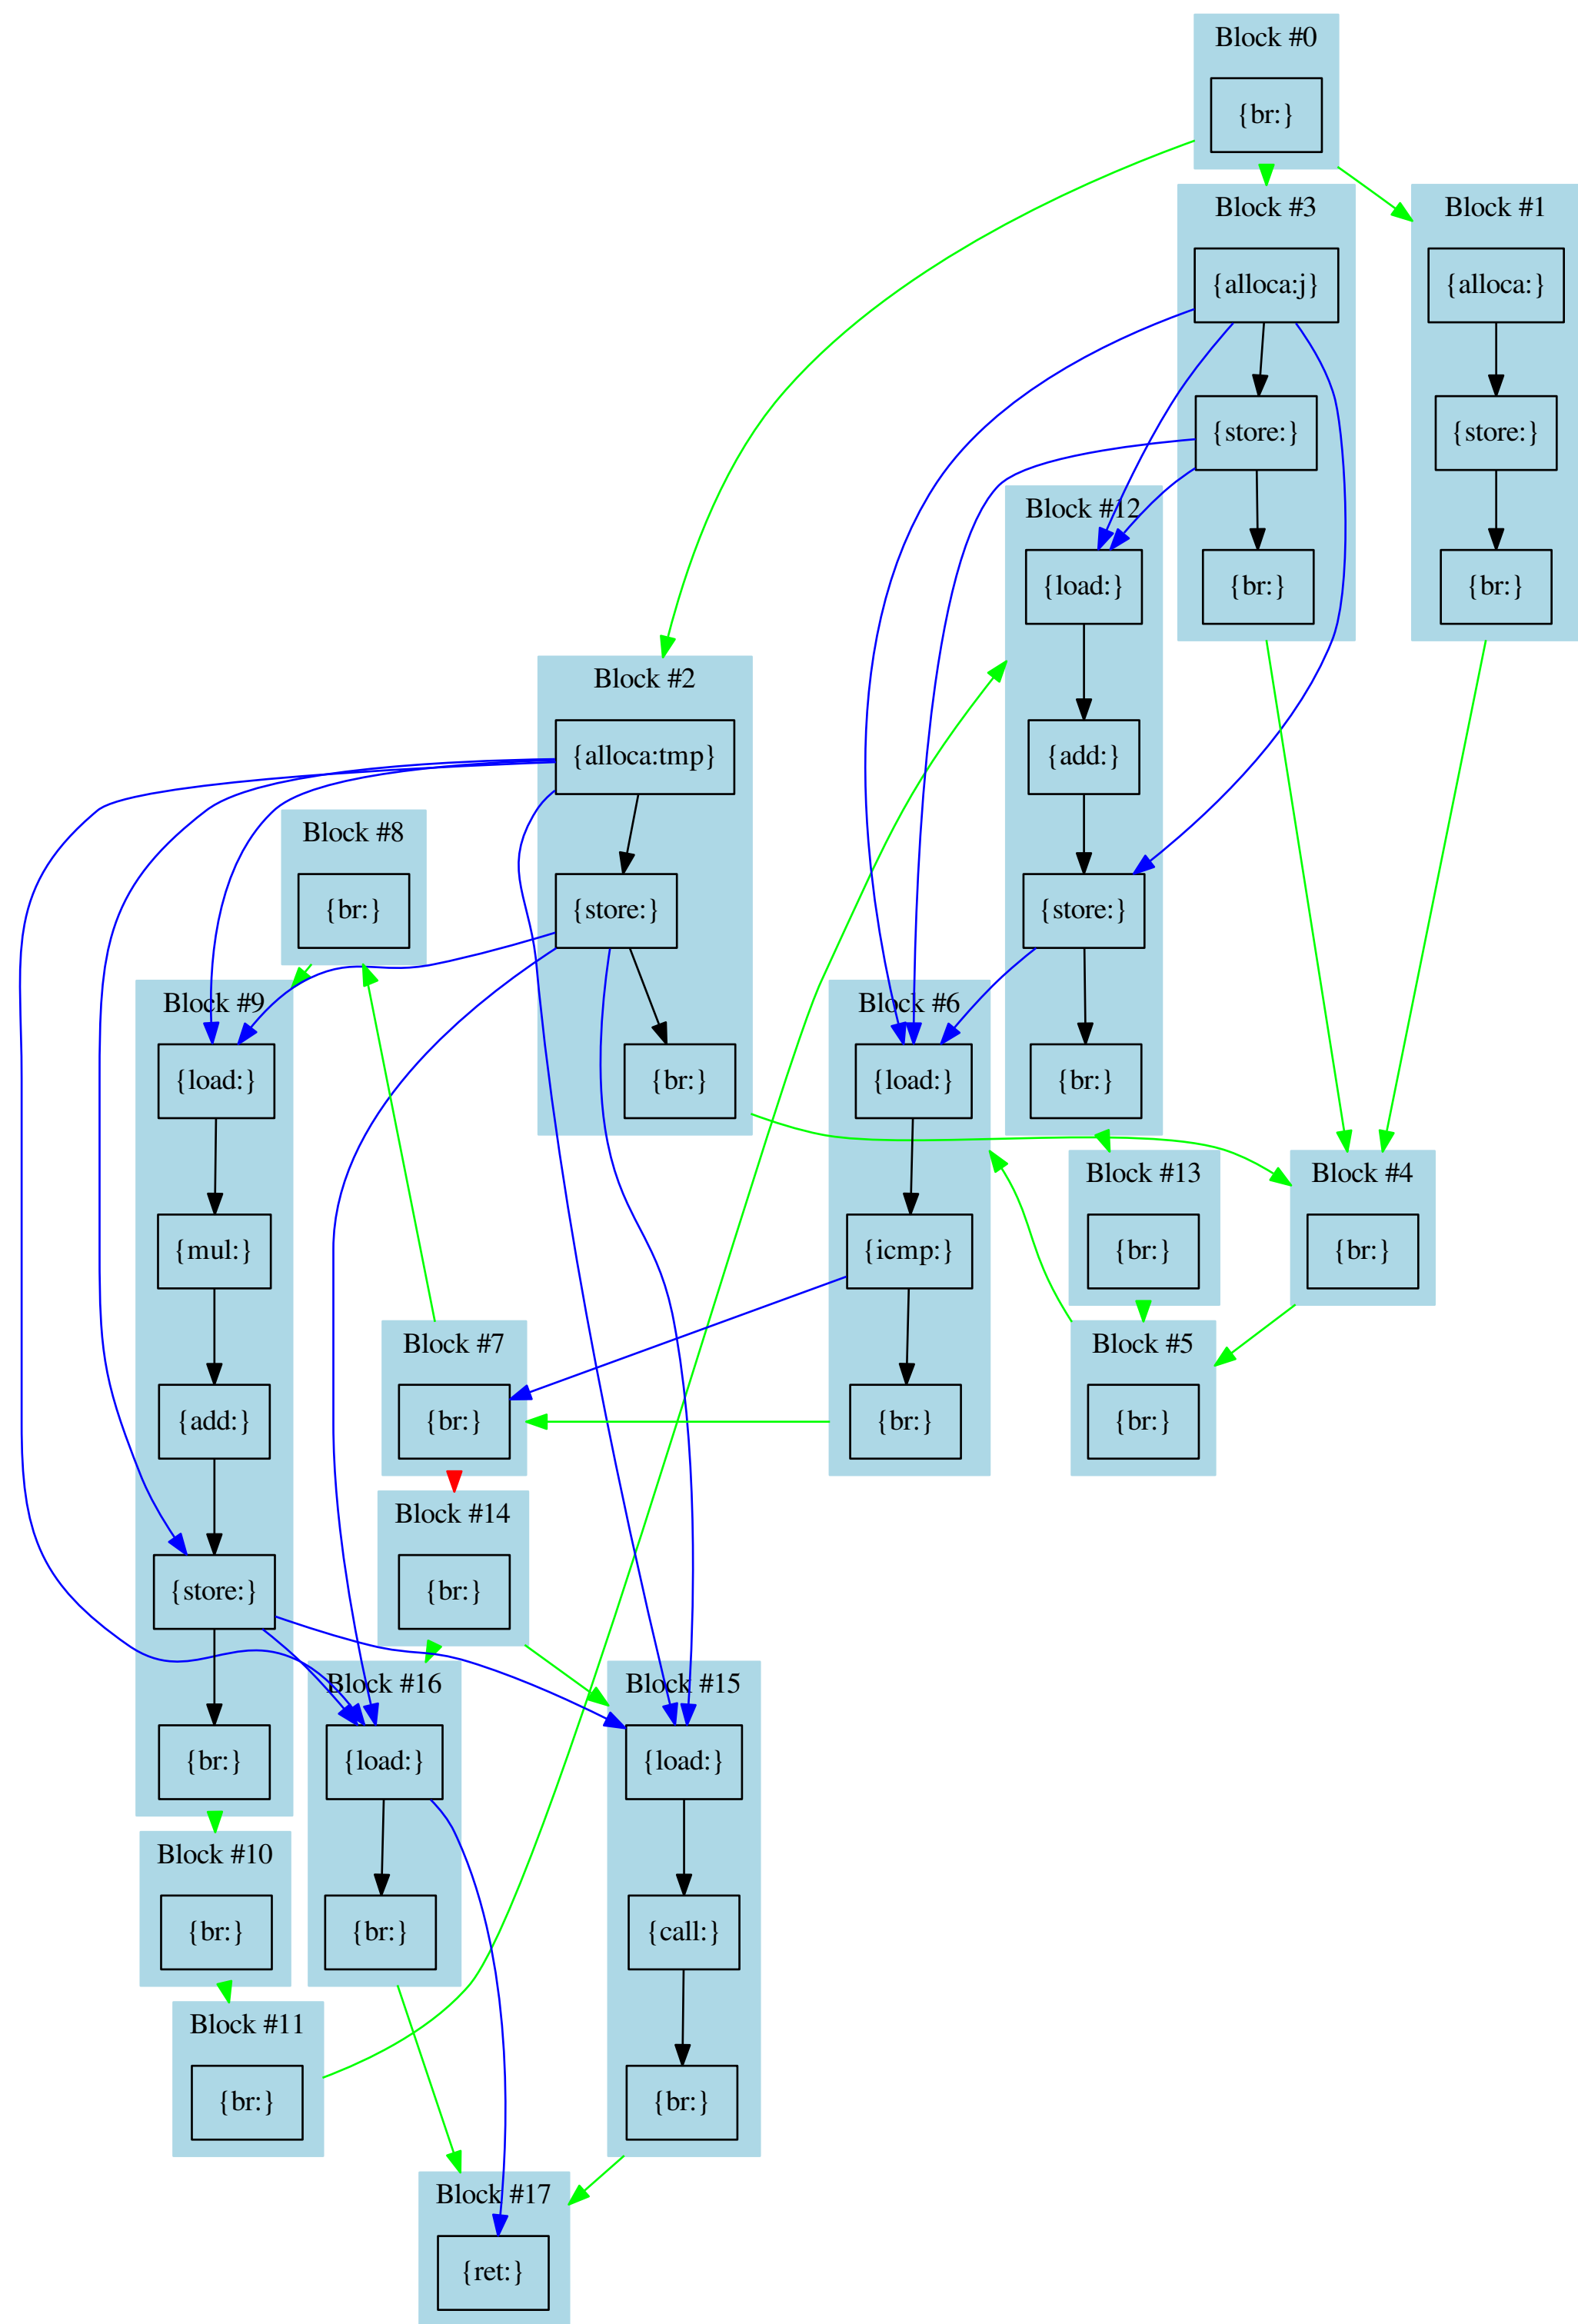 Block #0
{br:}
Block #3
{alloca:j}
{store:}
{br:}
Block #1
{alloca:}
{store:}
{br:}
Block #12
{load:}
{add:}
{store:}
{br:}
Block #2
{alloca:tmp}
{store:}
{br:}
Block #8
{br:}
Block #9
{load:}
{mul:}
{add:}
{store:}
{br:}
Block #6
{load:}
{icmp:}
{br:}
Block #13
{br:}
Block #4
{br:}
Block #7
{br:}
Block #5
{br:}
Block #14
{br:}
Block #16
{load:}
{br:}
Block #15
{load:}
{call:}
{br:}
Block #10
{br:}
Block #11
{br:}
Block #17
{ret:}